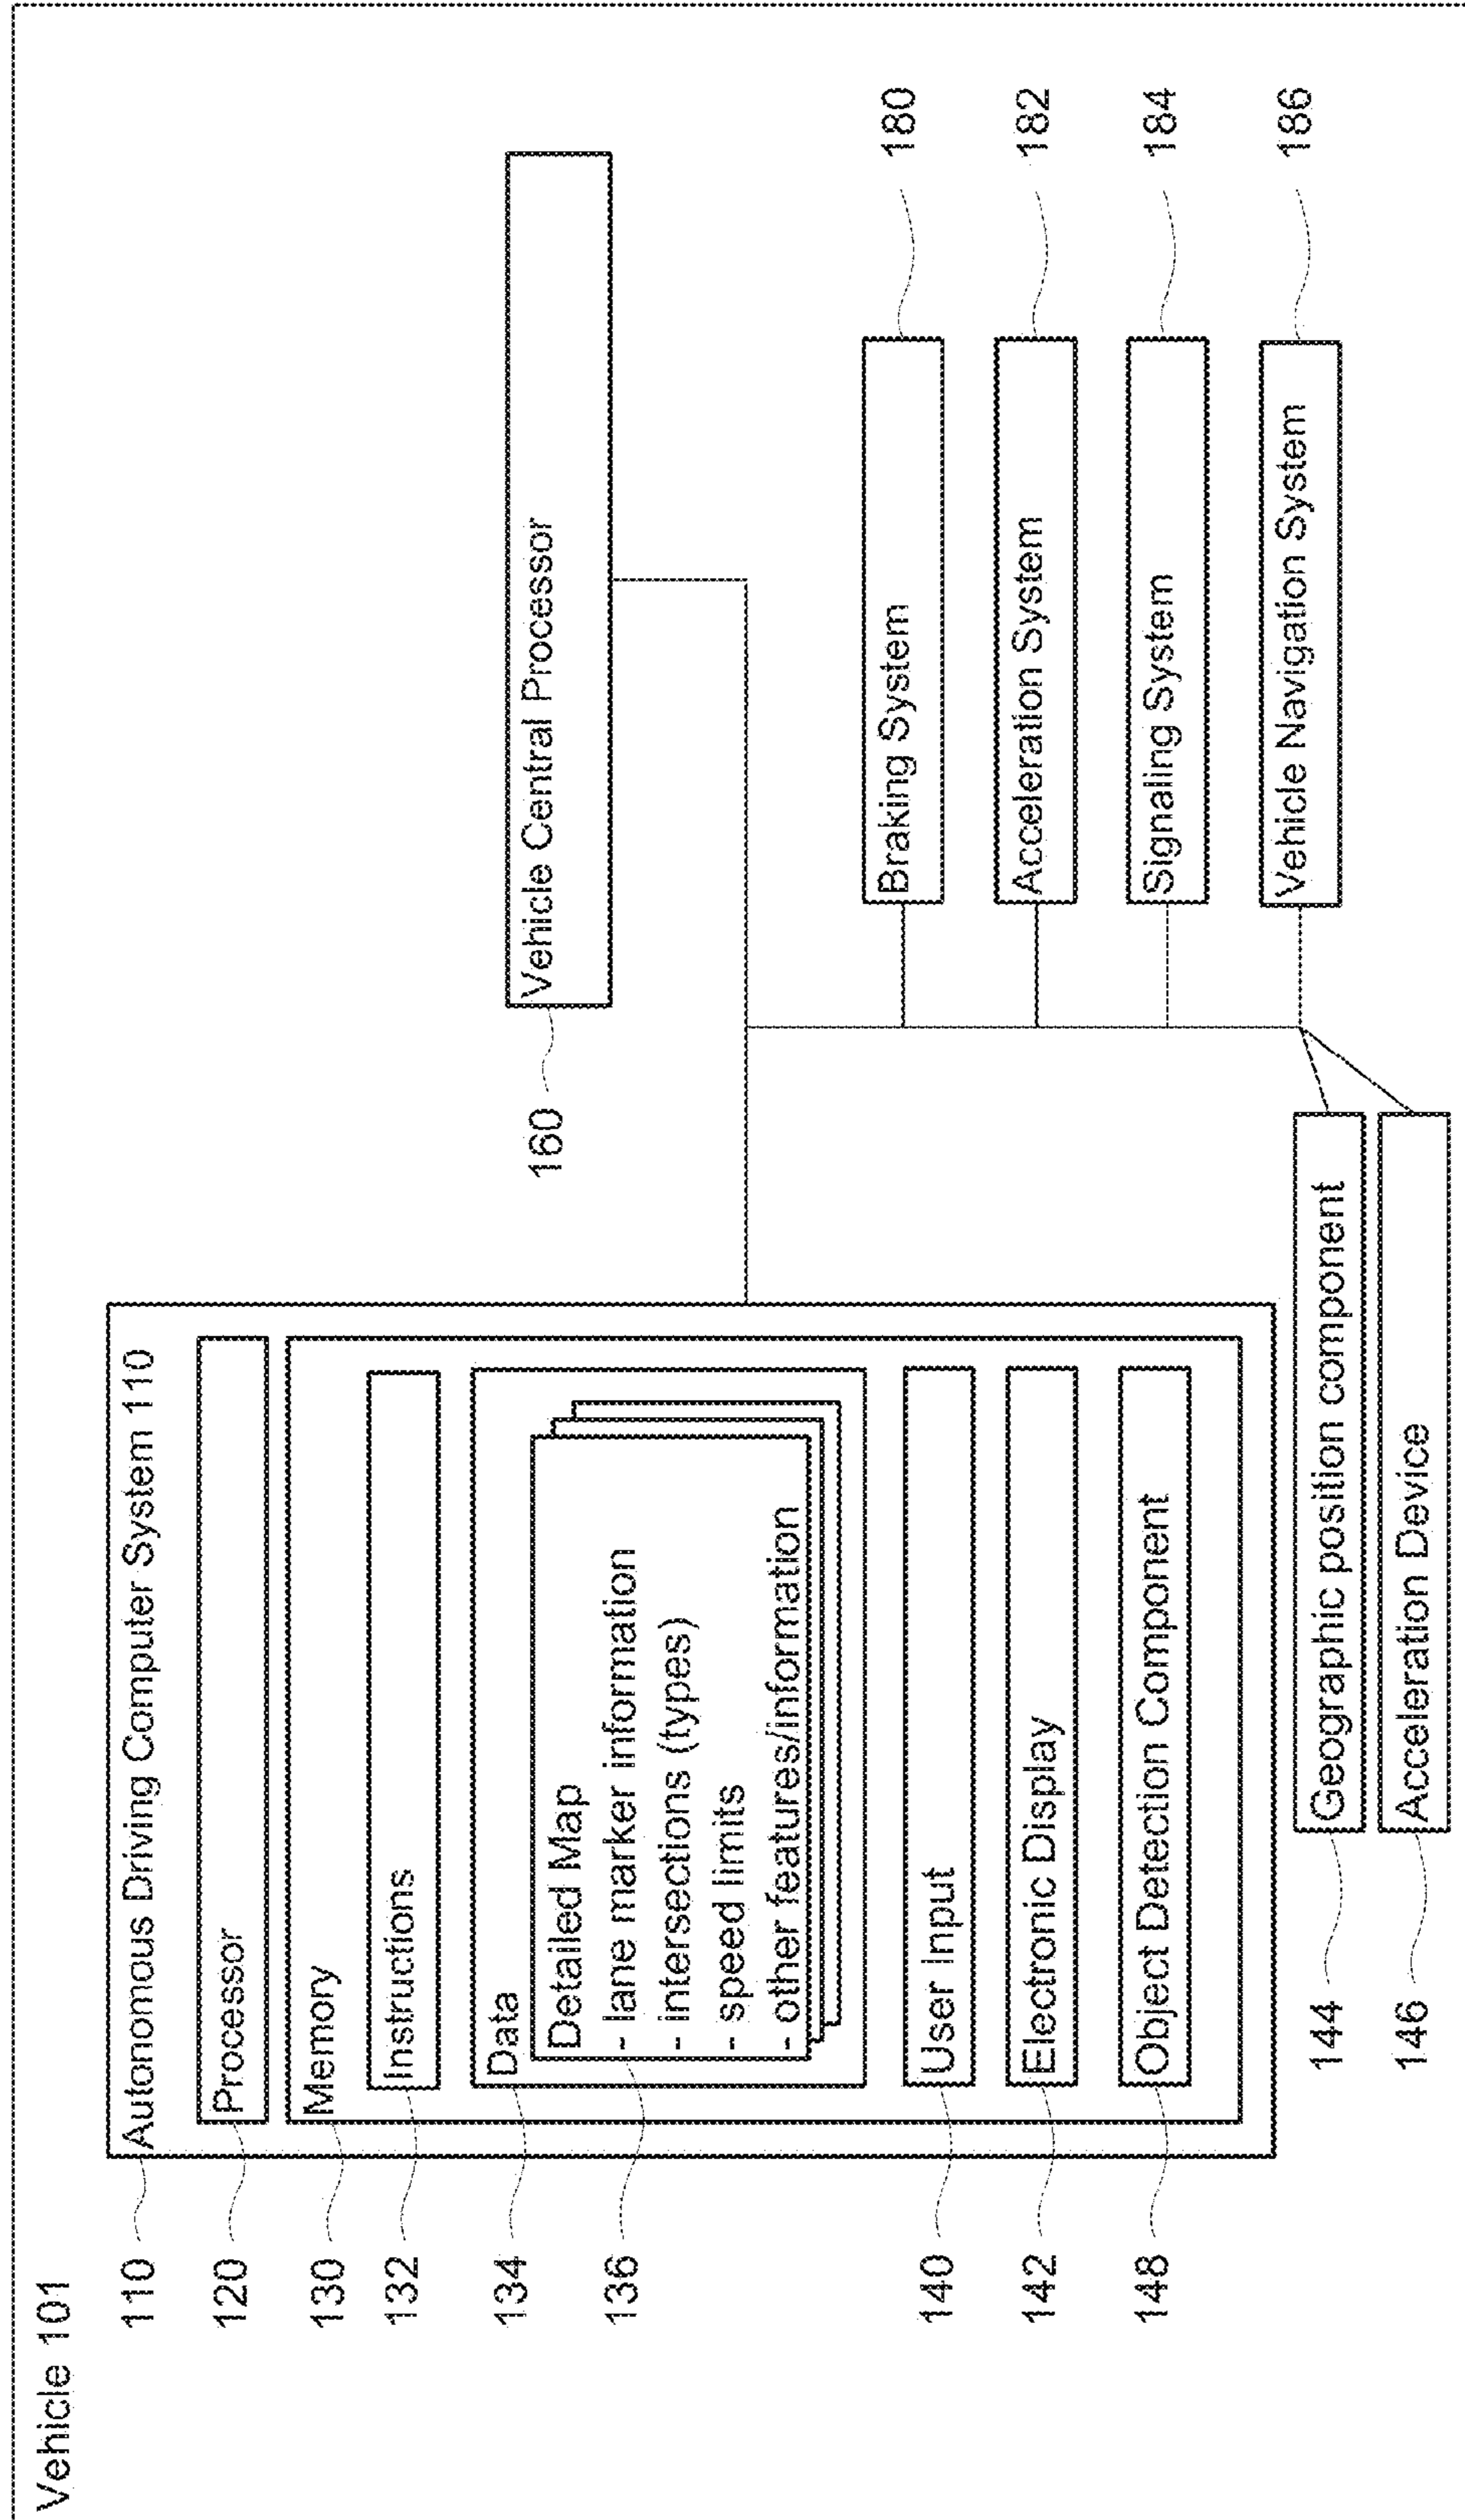 Vehicle 101
110
Autonomous Driving Computer System 110
120
Processor
130
Memory
132
Instructions
134
Data
136
Detailed Map
- lane marker information
- intersections (types)
- speed limits
- other features/information
140
User Input
142
Electronic Display
148
Object Detection Component
144
Geographic position component
146
Acceleration Device
160
Vehicle Central Processor
Braking System
180
Acceleration System
182
Signaling System
184
Vehicle Navigation System
186